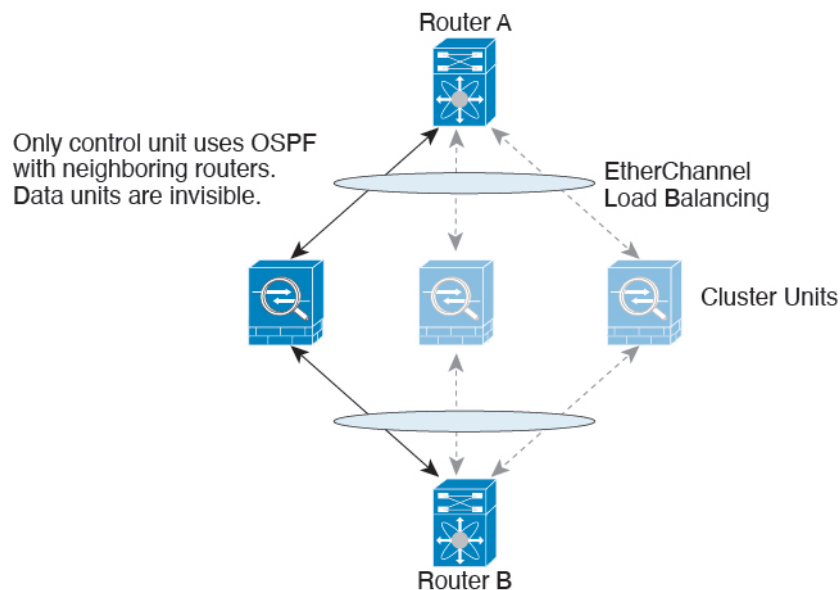 Router A
Only control unit uses OSPF
with neighboring routers.
Data units are invisible.
EtherChannel
Load Balancing
Cluster Units
Router B